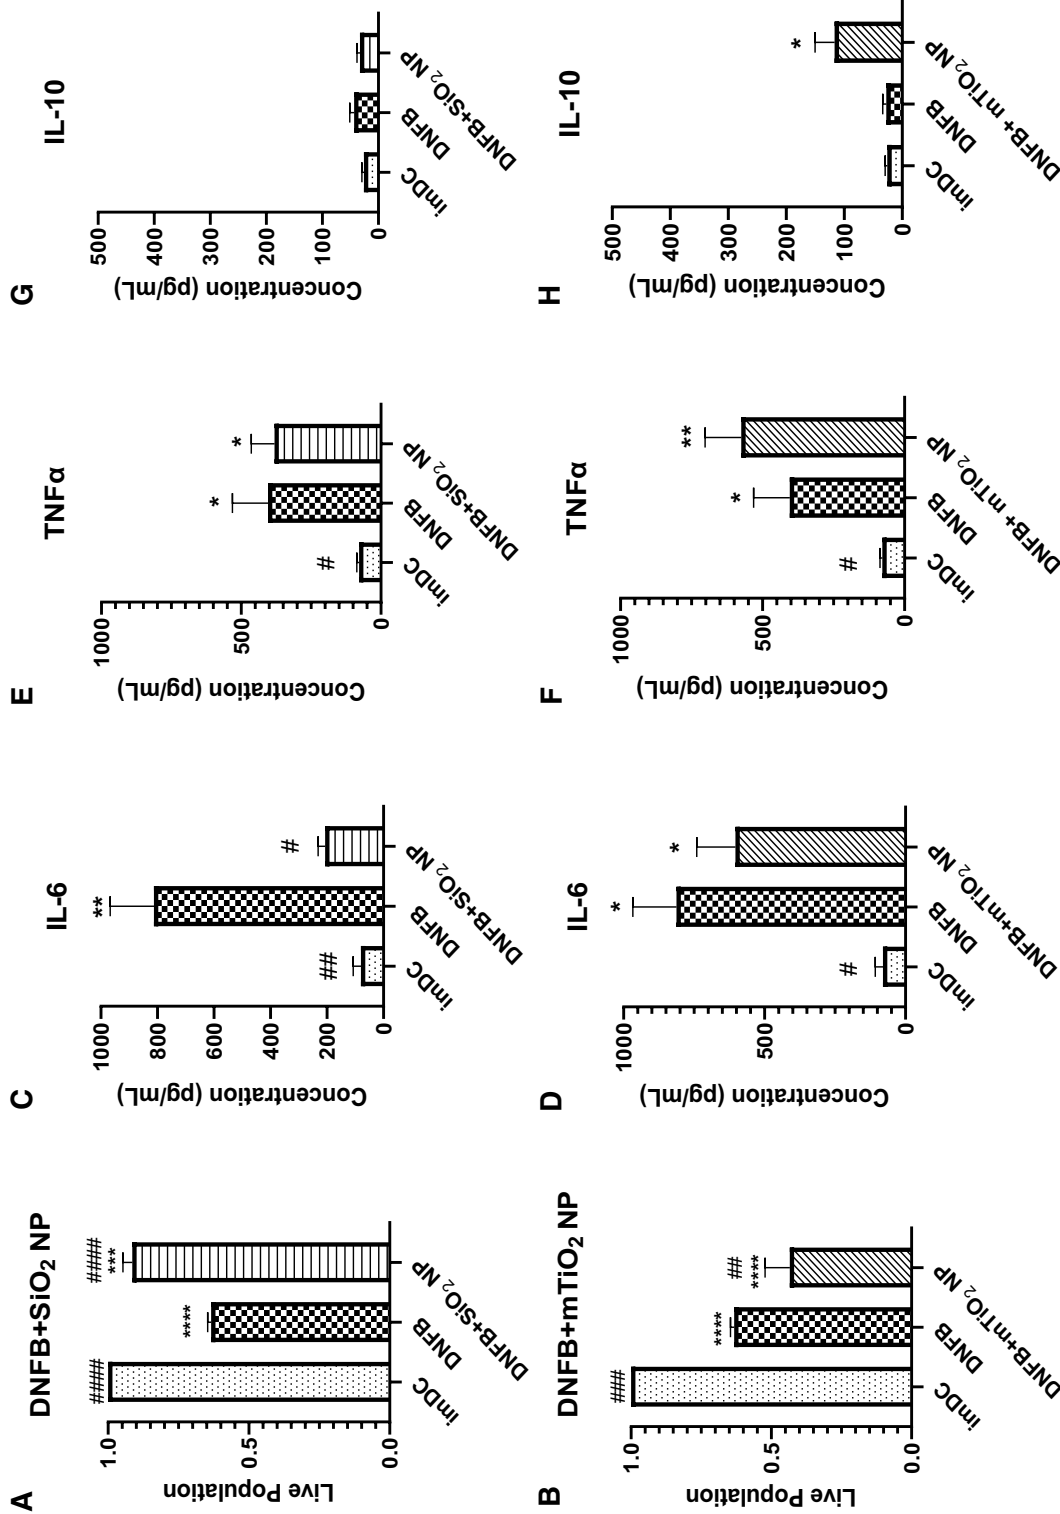 A
DNFB+SiO₂ NP
Live Population
1.0
0.5
0.0
####
****
####
***
imDC
DNFB
DNFB+SiO₂ NP
C
IL-6
Concentration (pg/mL)
1000
800
600
400
200
0
##
**
#
imDC
DNFB
DNFB+SiO₂ NP
E
TNFα
Concentration (pg/mL)
1000
500
0
#
*
*
imDC
DNFB
DNFB+SiO₂ NP
G
IL-10
Concentration (pg/mL)
500
400
300
200
100
0
imDC
DNFB
DNFB+SiO₂ NP
B
DNFB+mTiO₂ NP
Live Population
1.0
0.5
0.0
###
****
##
****
imDC
DNFB
DNFB+mTiO₂ NP
D
IL-6
Concentration (pg/mL)
1000
500
0
#
*
*
imDC
DNFB
DNFB+mTiO₂ NP
F
TNFα
Concentration (pg/mL)
1000
500
0
#
*
**
imDC
DNFB
DNFB+ mTiO₂ NP
H
IL-10
Concentration (pg/mL)
500
400
300
200
100
0
*
imDC
DNFB
DNFB+ mTiO₂ NP